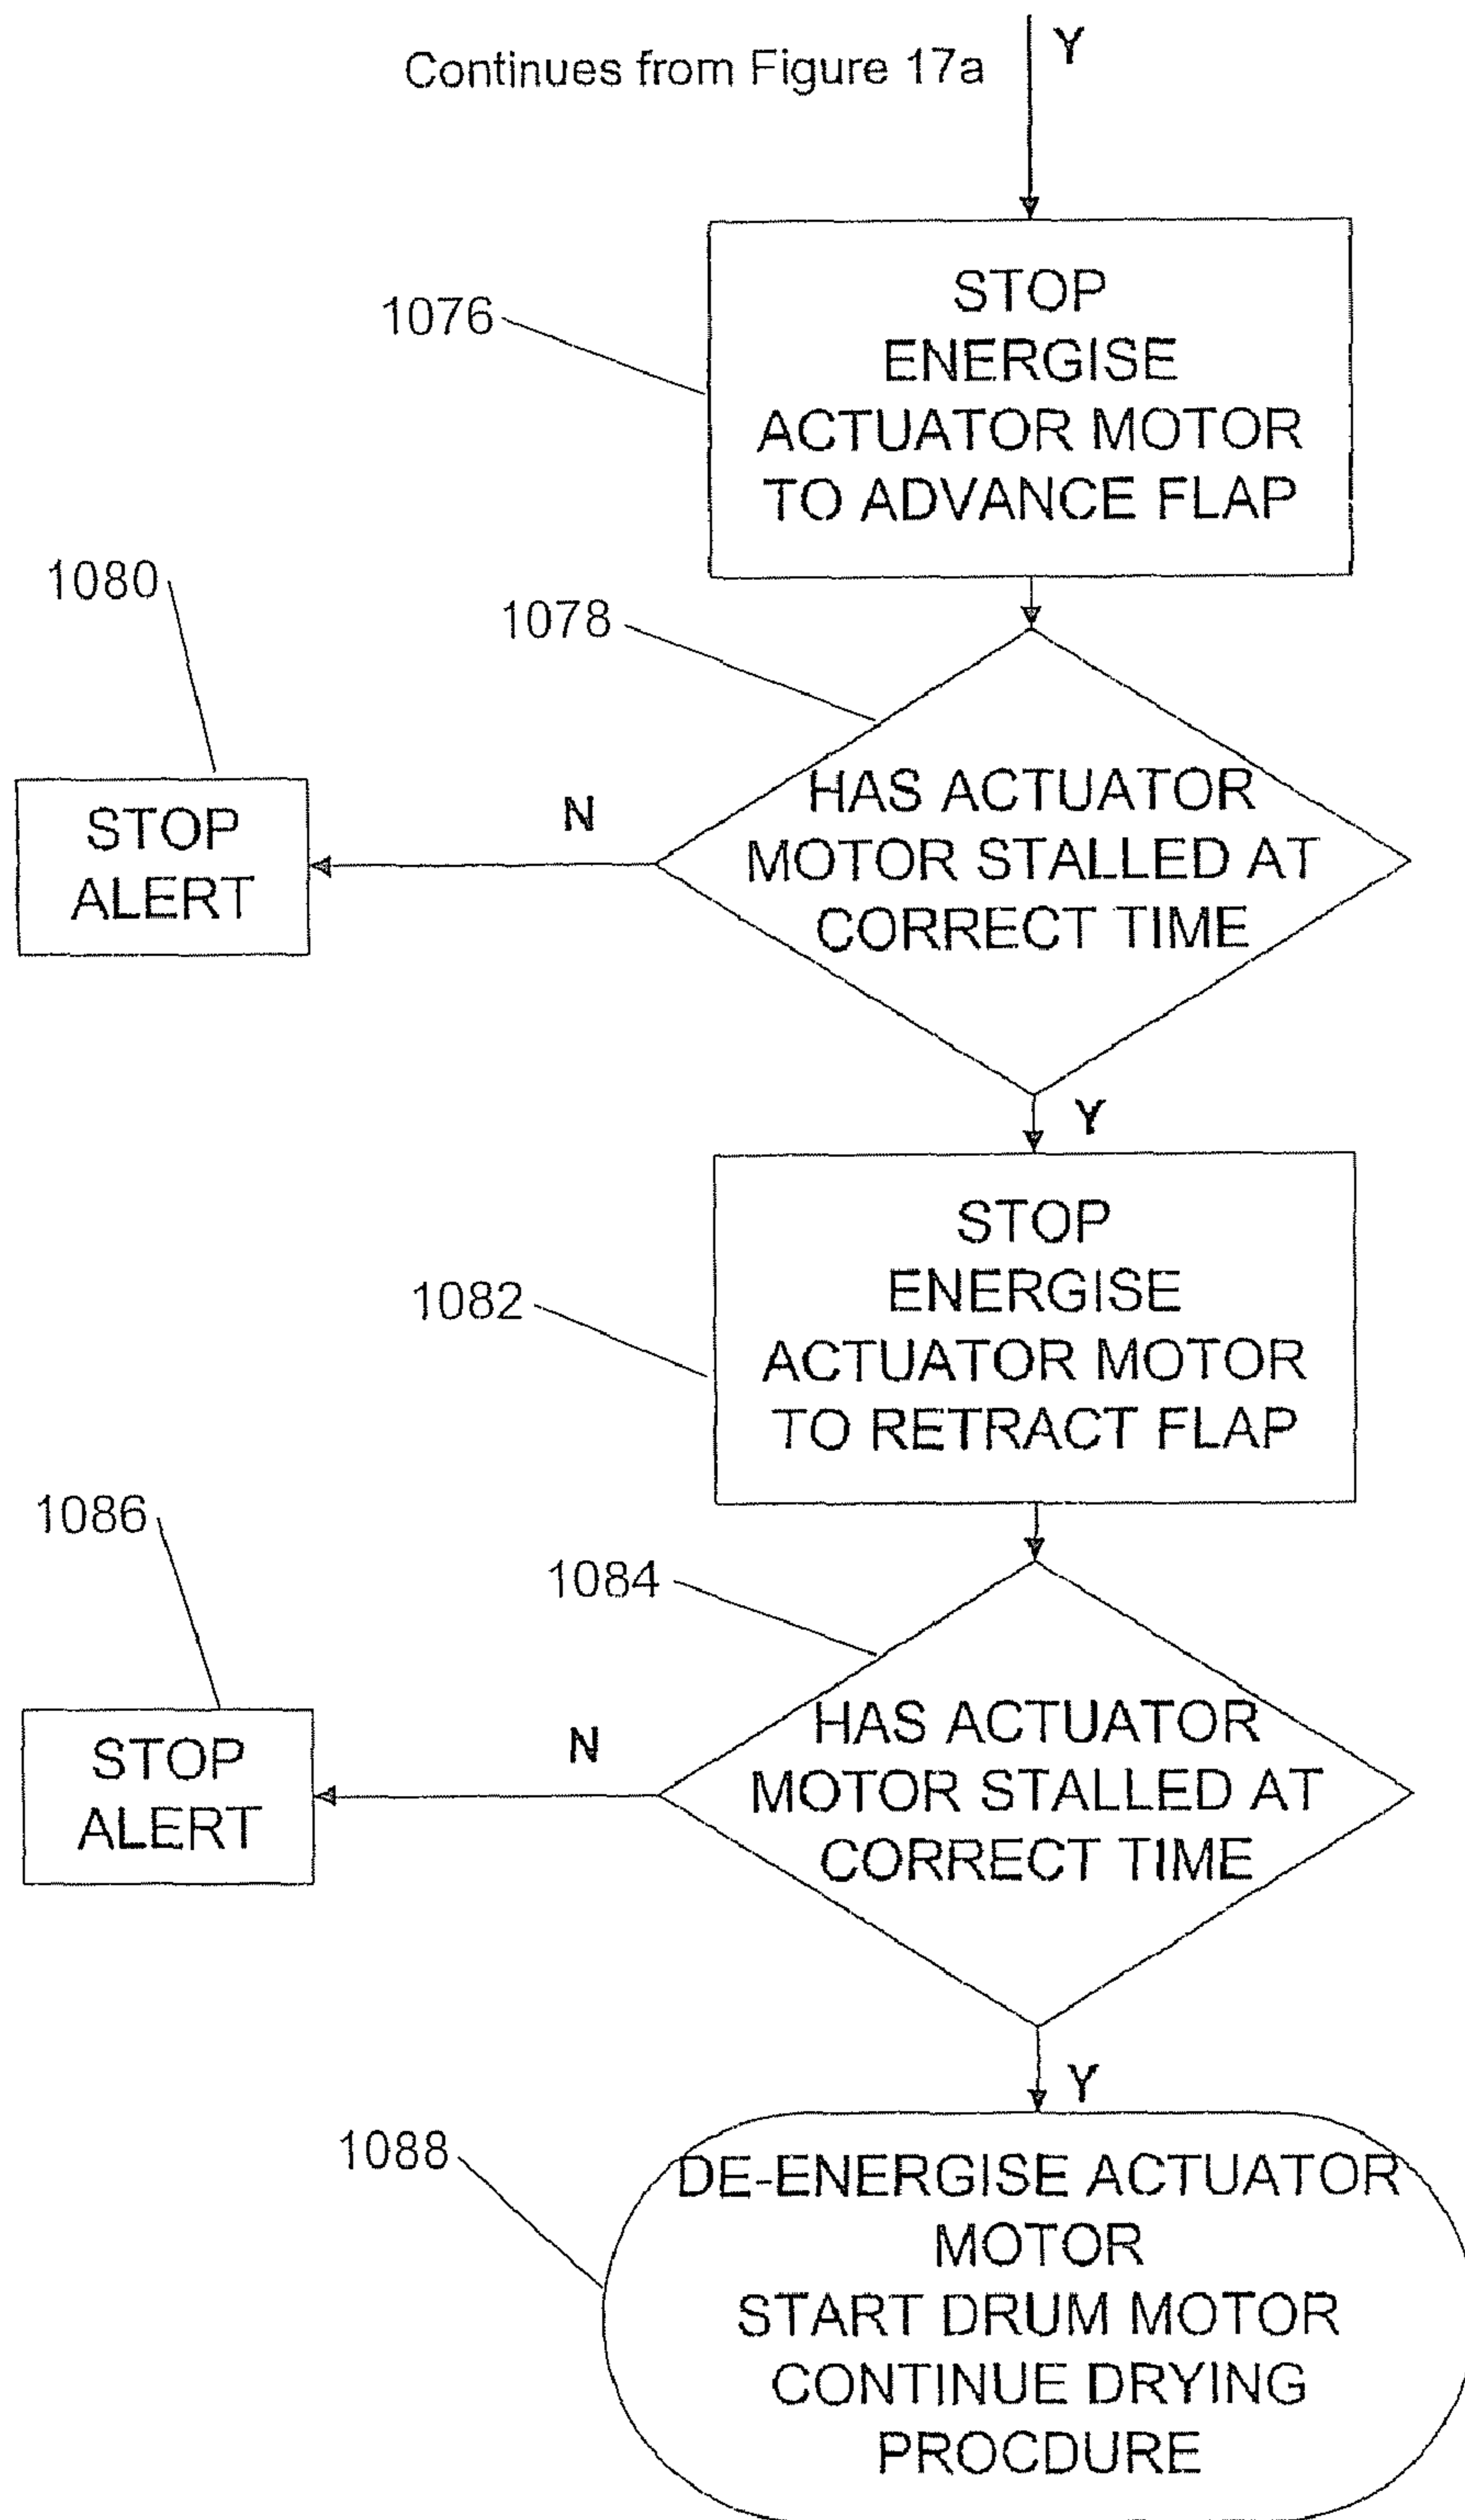 Continues from Figure 17a
Y
1076
STOP
ENERGISE
ACTUATOR MOTOR
TO ADVANCE FLAP
1080
1078
HAS ACTUATOR
MOTOR STALLED AT
CORRECT TIME
N
STOP
ALERT
Y
1082
STOP
ENERGISE
ACTUATOR MOTOR
TO RETRACT FLAP
1086
1084
HAS ACTUATOR
MOTOR STALLED AT
CORRECT TIME
N
STOP
ALERT
Y
1088
DE-ENERGISE ACTUATOR
MOTOR
START DRUM MOTOR
CONTINUE DRYING
PROCDURE